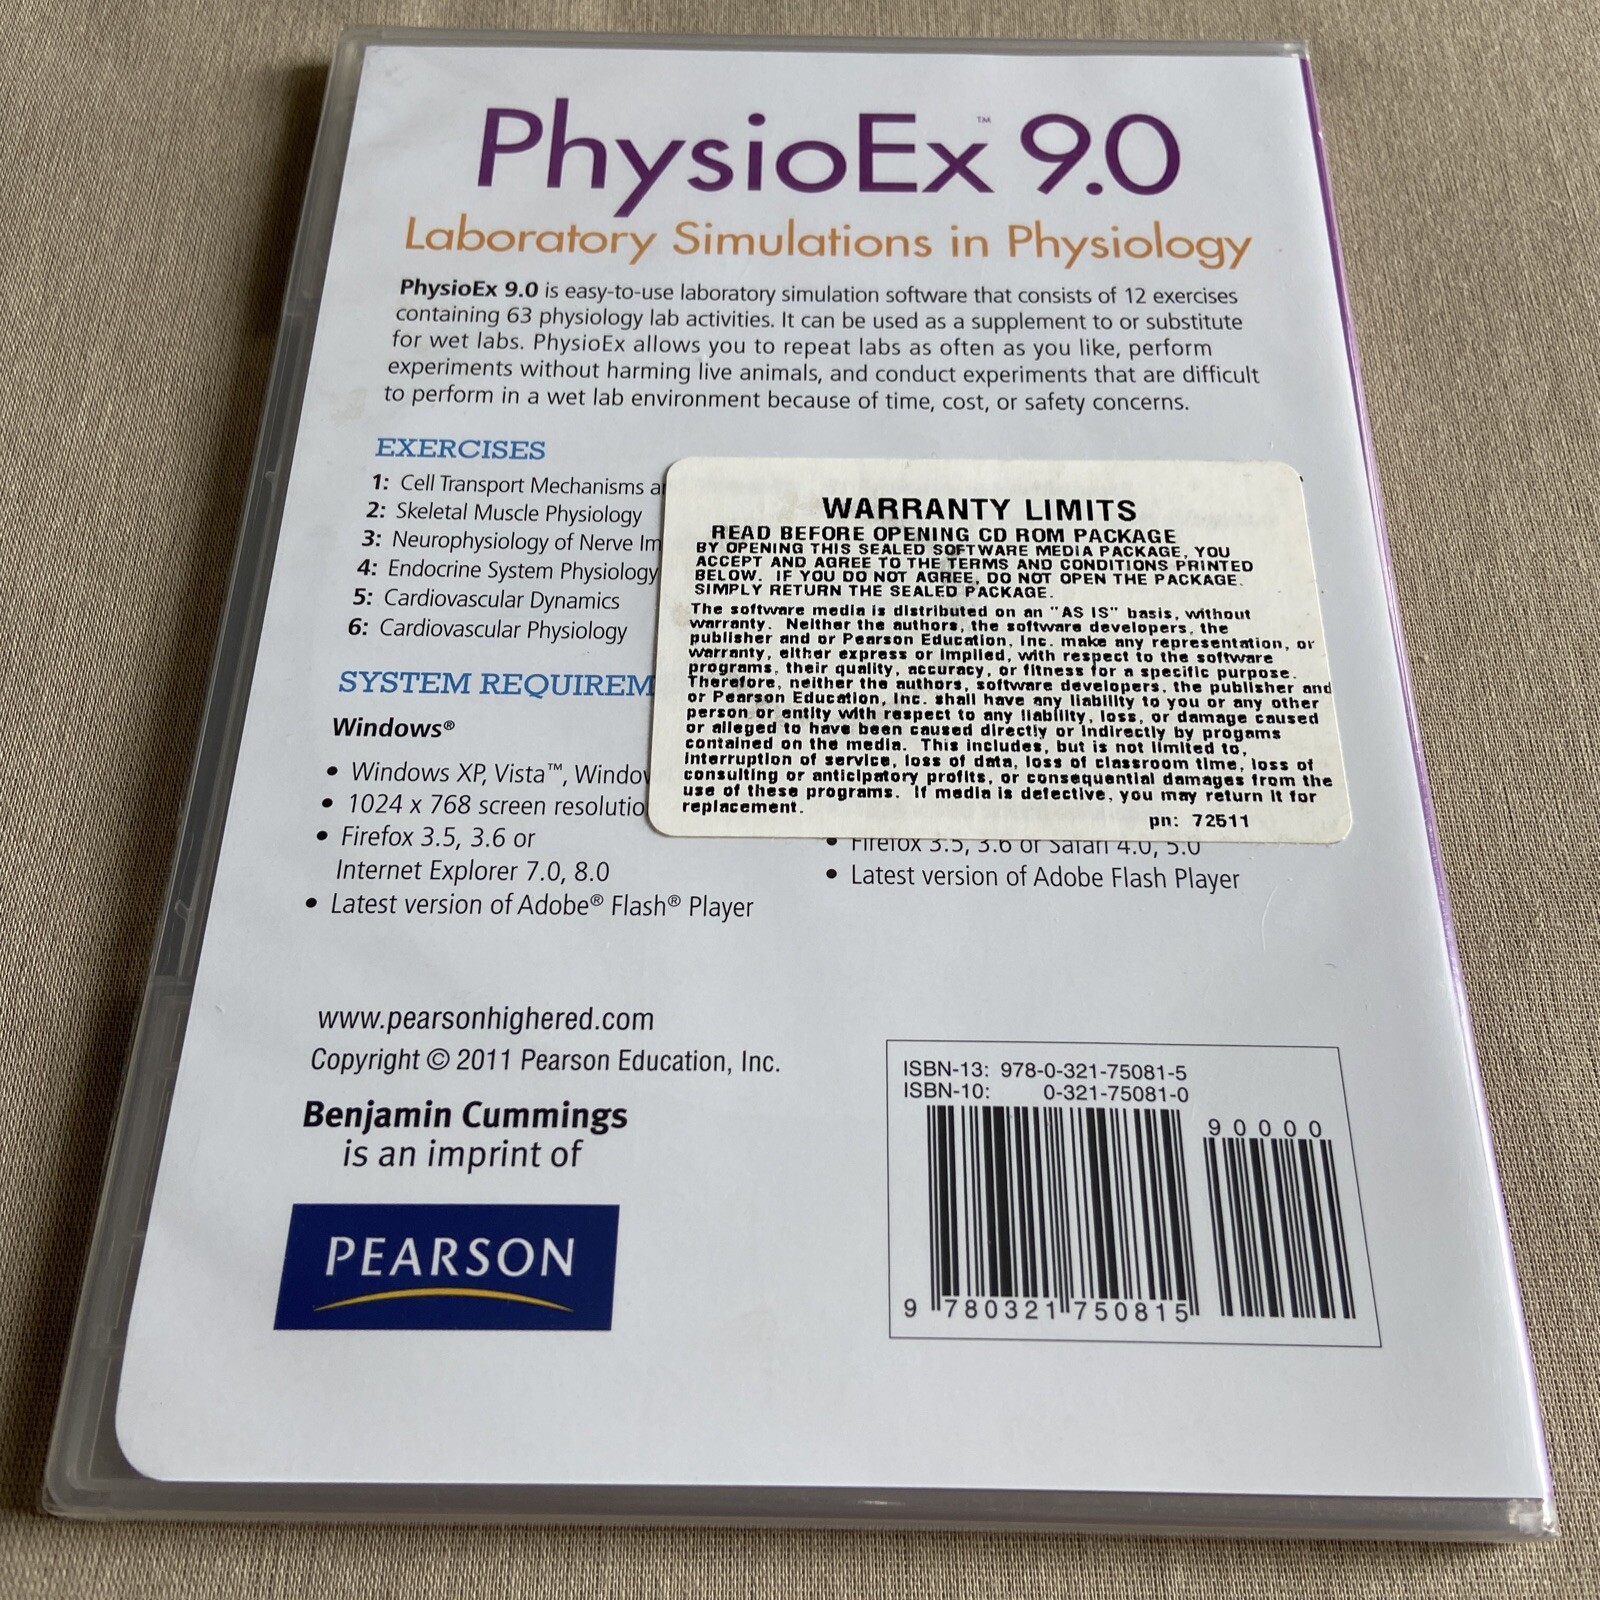 PhysioEx™ 9.0
Laboratory Simulations in Physiology
PhysioEx 9.0 is easy-to-use laboratory simulation software that consists of 12 exercises
containing 63 physiology lab activities. It can be used as a supplement to or substitute
for wet labs. PhysioEx allows you to repeat labs as often as you like, perform
experiments without harming live animals, and conduct experiments that are difficult
to perform in a wet lab environment because of time, cost, or safety concerns.
EXERCISES
1: Cell Transport Mechanisms
2: Skeletal Muscle Physiology
3: Neurophysiology of Nerve Im
4: Endocrine System Physiology
5: Cardiovascular Dynamics
6: Cardiovascular Physiology
SYSTEM REQUIREM
Windows®
• Windows XP, Vista™, Window
• 1024 x 768 screen resolutio
• Firefox 3.5, 3.6 or
Internet Explorer 7.0, 8.0
• Latest version of Adobe® Flash® Player
WARRANTY LIMITS
READ BEFORE OPENING CD ROM PACKAGE
BY OPENING THIS SEALED SOFTWARE MEDIA PACKAGE, YOU
ACCEPT AND AGREE TO THE TERMS AND CONDITIONS PRINTED
BELOW. IF YOU DO NOT AGREE, DO NOT OPEN THE PACKAGE.
SIMPLY RETURN THE SEALED PACKAGE.
The software media is distributed on an "AS IS" basis, without
warranty. Neither the authors, the software developers, the
publisher and or Pearson Education, Inc. make any representation, or
warranty, either express or implied, with respect to the software
programs, their quality, accuracy, or fitness for a specific purpose.
Therefore, neither the authors, software developers, the publisher and
or Pearson Education, Inc. shall have any liability to you or any other
person or entity with respect to any liability, loss, or damage caused
or alleged to have been caused directly or indirectly by progams
contained on the media. This includes, but is not limited to,
interruption of service, loss of data, loss of classroom time, loss of
consulting or anticipatory profits, or consequential damages from the
use of these programs. If media is defective, you may return it for
replacement.
pn: 72511
• Firefox 3.5, 3.6 or Safari 4.0, 5.0
• Latest version of Adobe Flash Player
www.pearsonhighered.com
Copyright © 2011 Pearson Education, Inc.
Benjamin Cummings
is an imprint of
PEARSON
ISBN-13: 978-0-321-75081-5
ISBN-10: 0-321-75081-0
90000
9 780321 750815